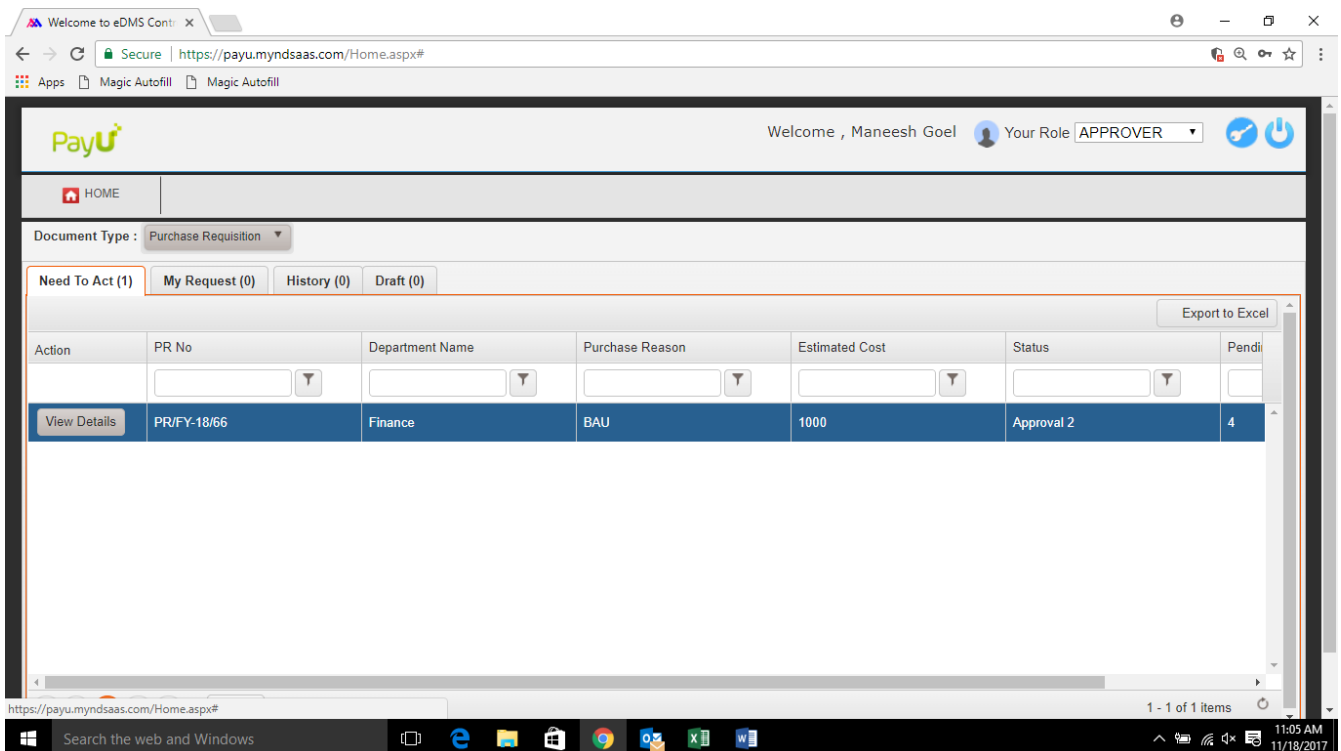 Welcome to eDMS Contr
Secure | https://payu.myndsaas.com/Home.aspx#
Apps Magic Autofill Magic Autofill
PayU
Welcome , Maneesh Goel Your Role APPROVER
HOME
Document Type : Purchase Requisition
Need To Act (1) My Request (0) History (0) Draft (0)
Export to Excel
Action PR No Department Name Purchase Reason Estimated Cost Status Pendi
View Details PR/FY-18/66 Finance BAU 1000 Approval 2 4
https://payu.myndsaas.com/Home.aspx# 1 - 1 of 1 items
Search the web and Windows 11:05 AM
11/18/2017